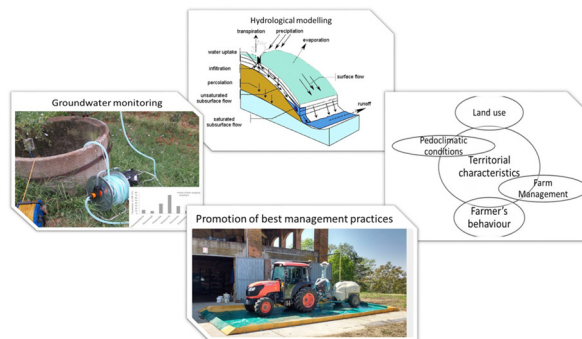 Hydrological modelling
transpiration
precipitation
evaporation
water uptake
infiltration
percolation
unsaturated
subsurface flow
saturated
subsurface flow
surface flow
runoff
Groundwater monitoring
Land use
Pedoclimatic
conditions
Territorial
characteristics
Farm
Management
Farmer's
behaviour
Promotion of best management practices